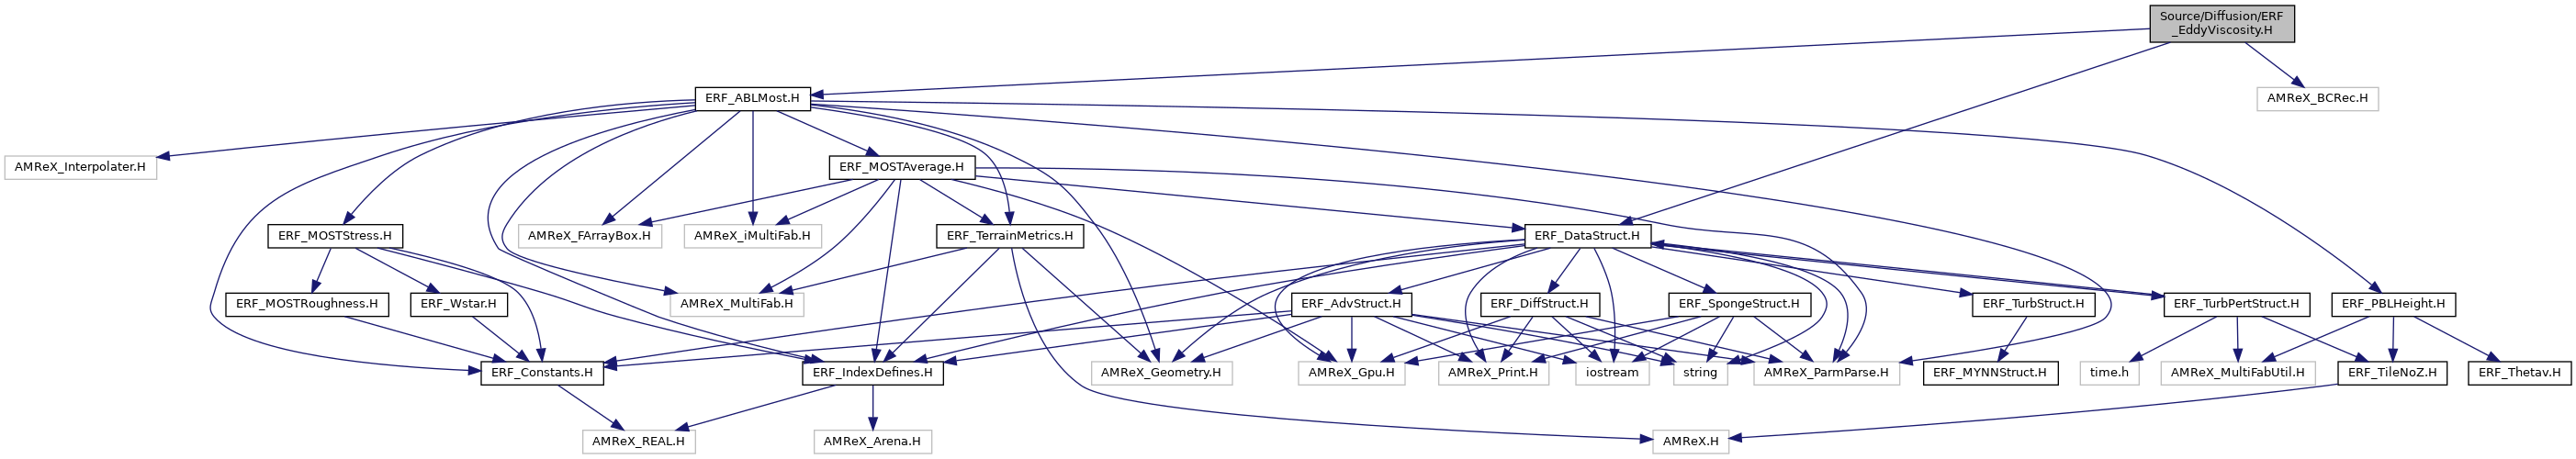 Source/Diffusion/ERF
_EddyViscosity.H
ERF_ABLMost.H
AMReX_BCRec.H
AMReX_Interpolater.H
ERF_MOSTAverage.H
ERF_MOSTStress.H
AMReX_FArrayBox.H
AMReX_iMultiFab.H
ERF_TerrainMetrics.H
ERF_DataStruct.H
ERF_MOSTRoughness.H
ERF_Wstar.H
AMReX_MultiFab.H
ERF_AdvStruct.H
ERF_DiffStruct.H
ERF_SpongeStruct.H
ERF_TurbStruct.H
ERF_TurbPertStruct.H
ERF_PBLHeight.H
ERF_Constants.H
ERF_IndexDefines.H
AMReX_Geometry.H
AMReX_Gpu.H
AMReX_Print.H
iostream
string
AMReX_ParmParse.H
ERF_MYNNStruct.H
time.h
AMReX_MultiFabUtil.H
ERF_TileNoZ.H
ERF_Thetav.H
AMReX_REAL.H
AMReX_Arena.H
AMReX.H